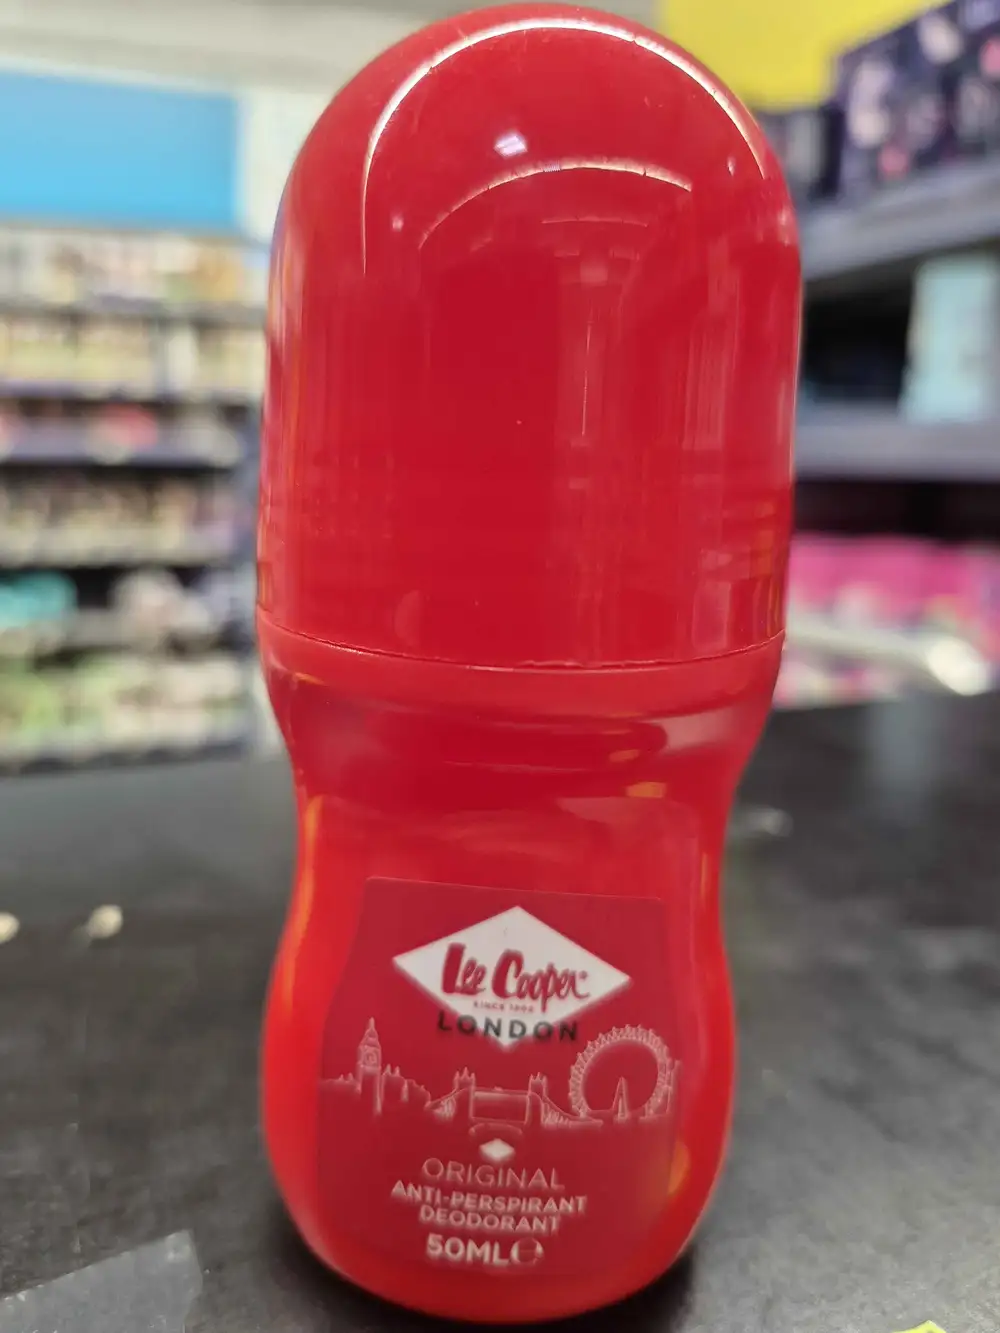 Lee Cooper
SINCE 1908
LONDON
ORIGINAL
ANTI-PERSPIRANT
DEODORANT
50ML℮